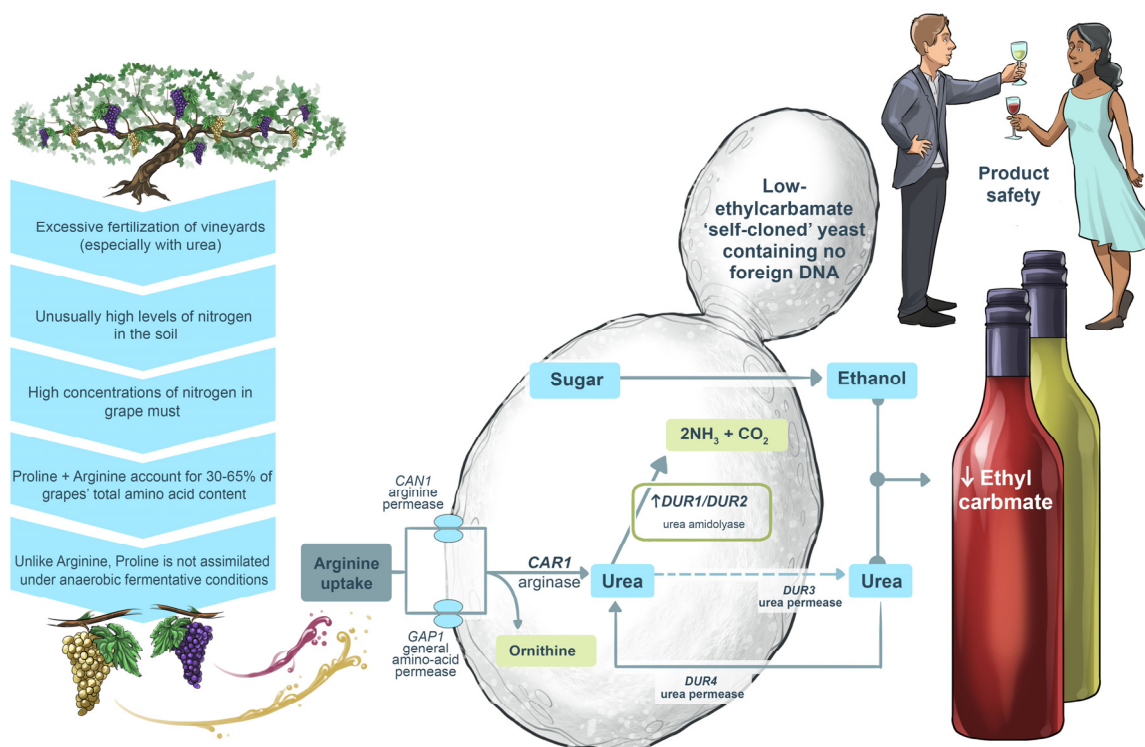 Excessive fertilization of vineyards
(especially with urea)
Unusually high levels of nitrogen
in the soil
High concentrations of nitrogen in
grape must
Proline + Arginine account for 30-65% of
grapes' total amino acid content
Unlike Arginine, Proline is not assimilated
under anaerobic fermentative conditions
Arginine
uptake
CAN1
arginine
permease
GAP1
general
amino-acid
permease
CAR1
arginase
Ornithine
Urea
Low-
ethylcarbamate
‘self-cloned’ yeast
containing no
foreign DNA
Sugar
Ethanol
2NH₃ + CO₂
↑DUR1/DUR2
urea amidolyase
DUR3
urea permease
Urea
DUR4
urea permease
Product
safety
↓ Ethyl
carbmate